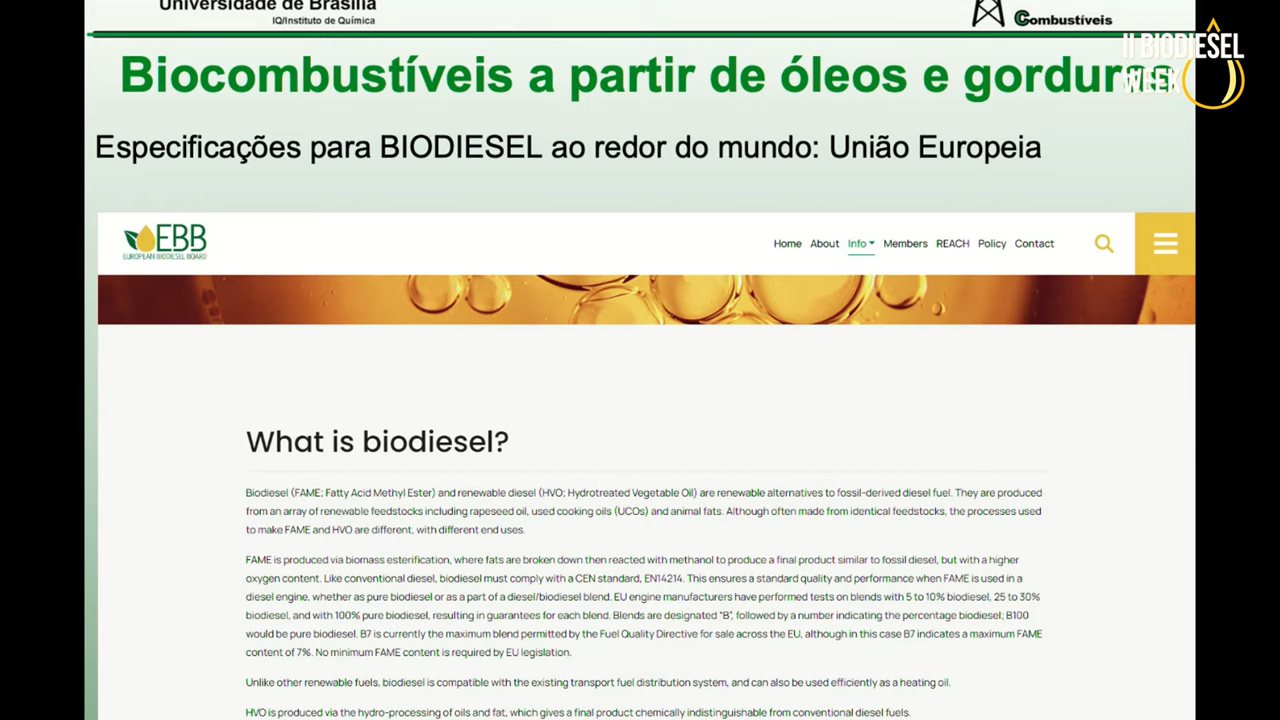 Universidade de Brasília
IQ/Instituto de Química
Combustíveis
II BIODIESEL
WEEK
Biocombustíveis a partir de óleos e gorduras
Especificações para BIODIESEL ao redor do mundo: União Europeia
EBB
EUROPEAN BIODIESEL BOARD
Home About Info Members REACH Policy Contact
What is biodiesel?
Biodiesel (FAME; Fatty Acid Methyl Ester) and renewable diesel (HVO; Hydrotreated Vegetable Oil) are renewable alternatives to fossil-derived diesel fuel. They are produced
from an array of renewable feedstocks including rapeseed oil, used cooking oils (UCOs) and animal fats. Although often made from identical feedstocks, the processes used
to make FAME and HVO are different, with different end uses.
FAME is produced via biomass esterification, where fats are broken down then reacted with methanol to produce a final product similar to fossil diesel, but with a higher
oxygen content. Like conventional diesel, biodiesel must comply with a CEN standard, EN14214. This ensures a standard quality and performance when FAME is used in a
diesel engine, whether as pure biodiesel or as a part of a diesel/biodiesel blend. EU engine manufacturers have performed tests on blends with 5 to 10% biodiesel, 25 to 30%
biodiesel, and with 100% pure biodiesel, resulting in guarantees for each blend. Blends are designated "B", followed by a number indicating the percentage biodiesel; B100
would be pure biodiesel. B7 is currently the maximum blend permitted by the Fuel Quality Directive for sale across the EU, although in this case B7 indicates a maximum FAME
content of 7%. No minimum FAME content is required by EU legislation.
Unlike other renewable fuels, biodiesel is compatible with the existing transport fuel distribution system, and can also be used efficiently as a heating oil.
HVO is produced via the hydro-processing of oils and fat, which gives a final product chemically indistinguishable from conventional diesel fuels.